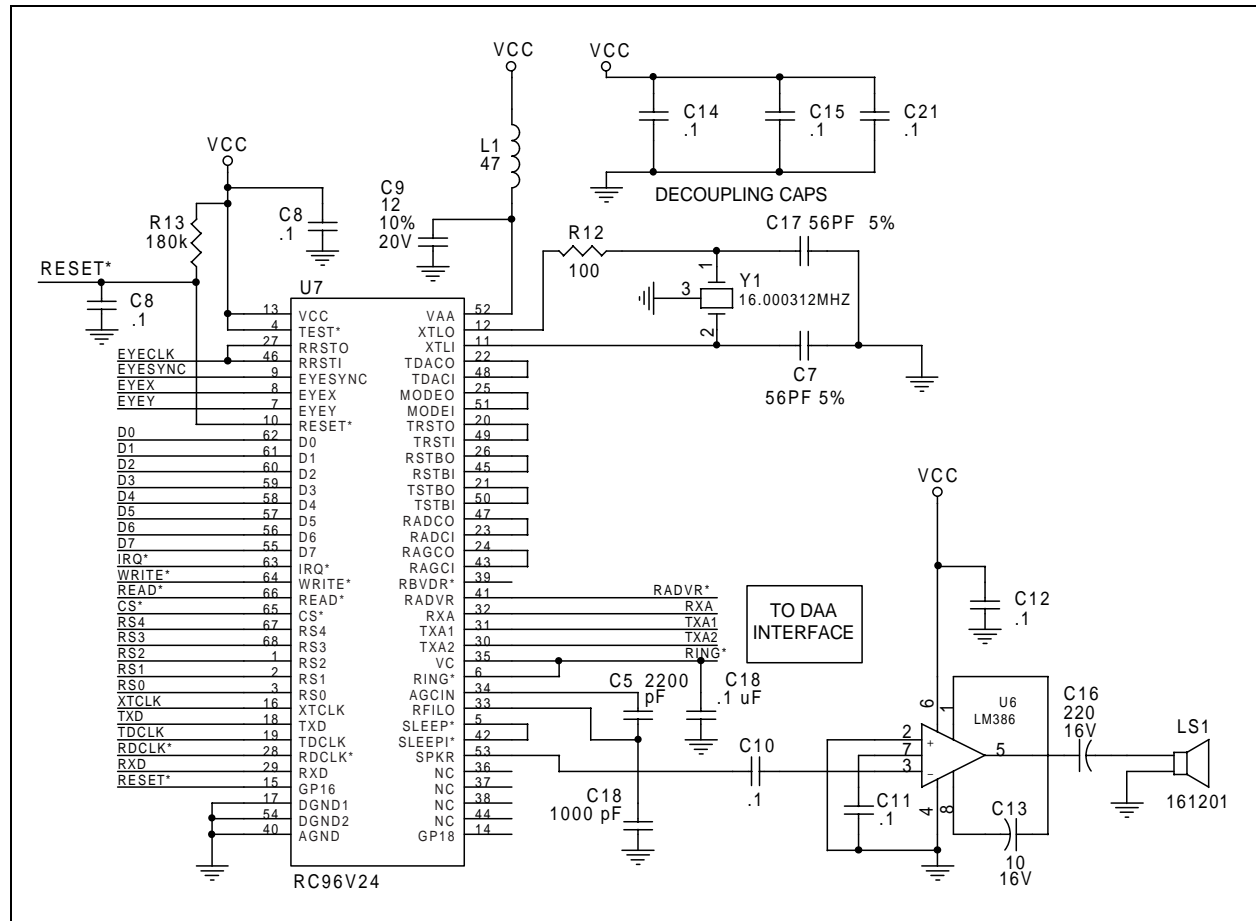 VCC
VCC
C14
.1
C15
.1
C21
.1
DECOUPLING CAPS
L1
47
VCC
R13
180k
C8
.1
C9
12
10%
20V
RESET*
C8
.1
R12
100
C17 56PF 5%
1
3
2
Y1
16.000312MHZ
C7
56PF 5%
U7
13 VCC
4 TEST*
27 RRSTO
EYECLK 46 RRSTI
EYESYNC 9 EYESYNC
EYEX 8 EYEX
EYEY 7 EYEY
10 RESET*
D0 62 D0
D1 61 D1
D2 60 D2
D3 59 D3
D4 58 D4
D5 57 D5
D6 56 D6
D7 55 D7
IRQ* 63 IRQ*
WRITE* 64 WRITE*
READ* 66 READ*
CS* 65 CS*
RS4 67 RS4
RS3 68 RS3
RS2 1 RS2
RS1 2 RS1
RS0 3 RS0
XTCLK 16 XTCLK
TXD 18 TXD
TDCLK 19 TDCLK
RDCLK* 28 RDCLK*
RXD 29 RXD
RESET* 15 GP16
17 DGND1
54 DGND2
40 AGND
VAA 52
XTLO 12
XTLI 11
TDACO 22
TDACI 48
MODEO 25
MODEI 51
TRSTO 20
TRSTI 49
RSTBO 26
RSTBI 45
TSTBO 21
TSTBI 50
RADCO 47
RADCI 23
RAGCO 24
RAGCI 43
RBVDR* 39
RADVR 41 RADVR*
RXA 32 RXA
TXA1 31 TXA1
TXA2 30 TXA2
VC 35 RING*
RING* 6
AGCIN 34
RFILO 33
SLEEP* 5
SLEEPI* 42
SPKR 53
NC 36
NC 37
NC 38
NC 44
GP18 14
RC96V24
TO DAA
INTERFACE
C5 2200
pF
C18
.1 uF
C18
1000 pF
C10
.1
VCC
C12
.1
6
1
U6
LM386
2
+
7
3
–
5
4
8
C11
.1
C13
10
16V
C16
220
16V
LS1
161201